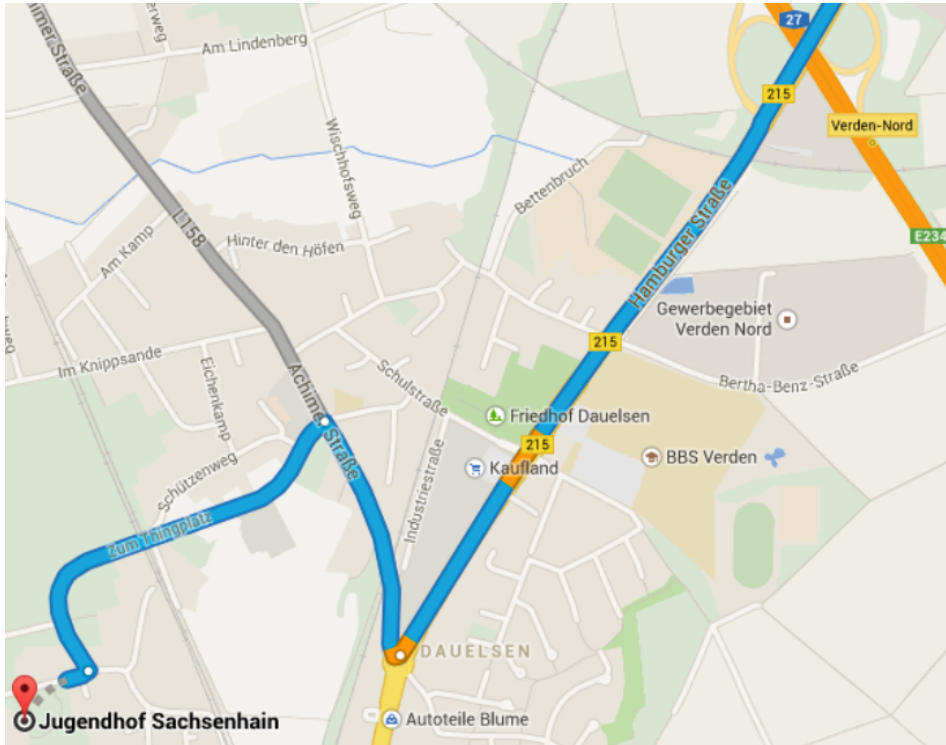 27
215
Am Lindenberg
Achimer Straße
Verden-Nord
Wischhofsweg
Bettenbruch
L158
Hamburger Straße
E234
Am Kamp
Hinter den Höfen
Gewerbegebiet
Verden Nord
215
Im Knippsande
Bertha-Benz-Straße
Schulstraße
Eichenkamp
Achimer Straße
Friedhof Dauelsen
215
BBS Verden
Kaufland
Schützenweg
Industriestraße
Zum Thingplatz
DAUELSEN
Jugendhof Sachsenhain
Autoteile Blume